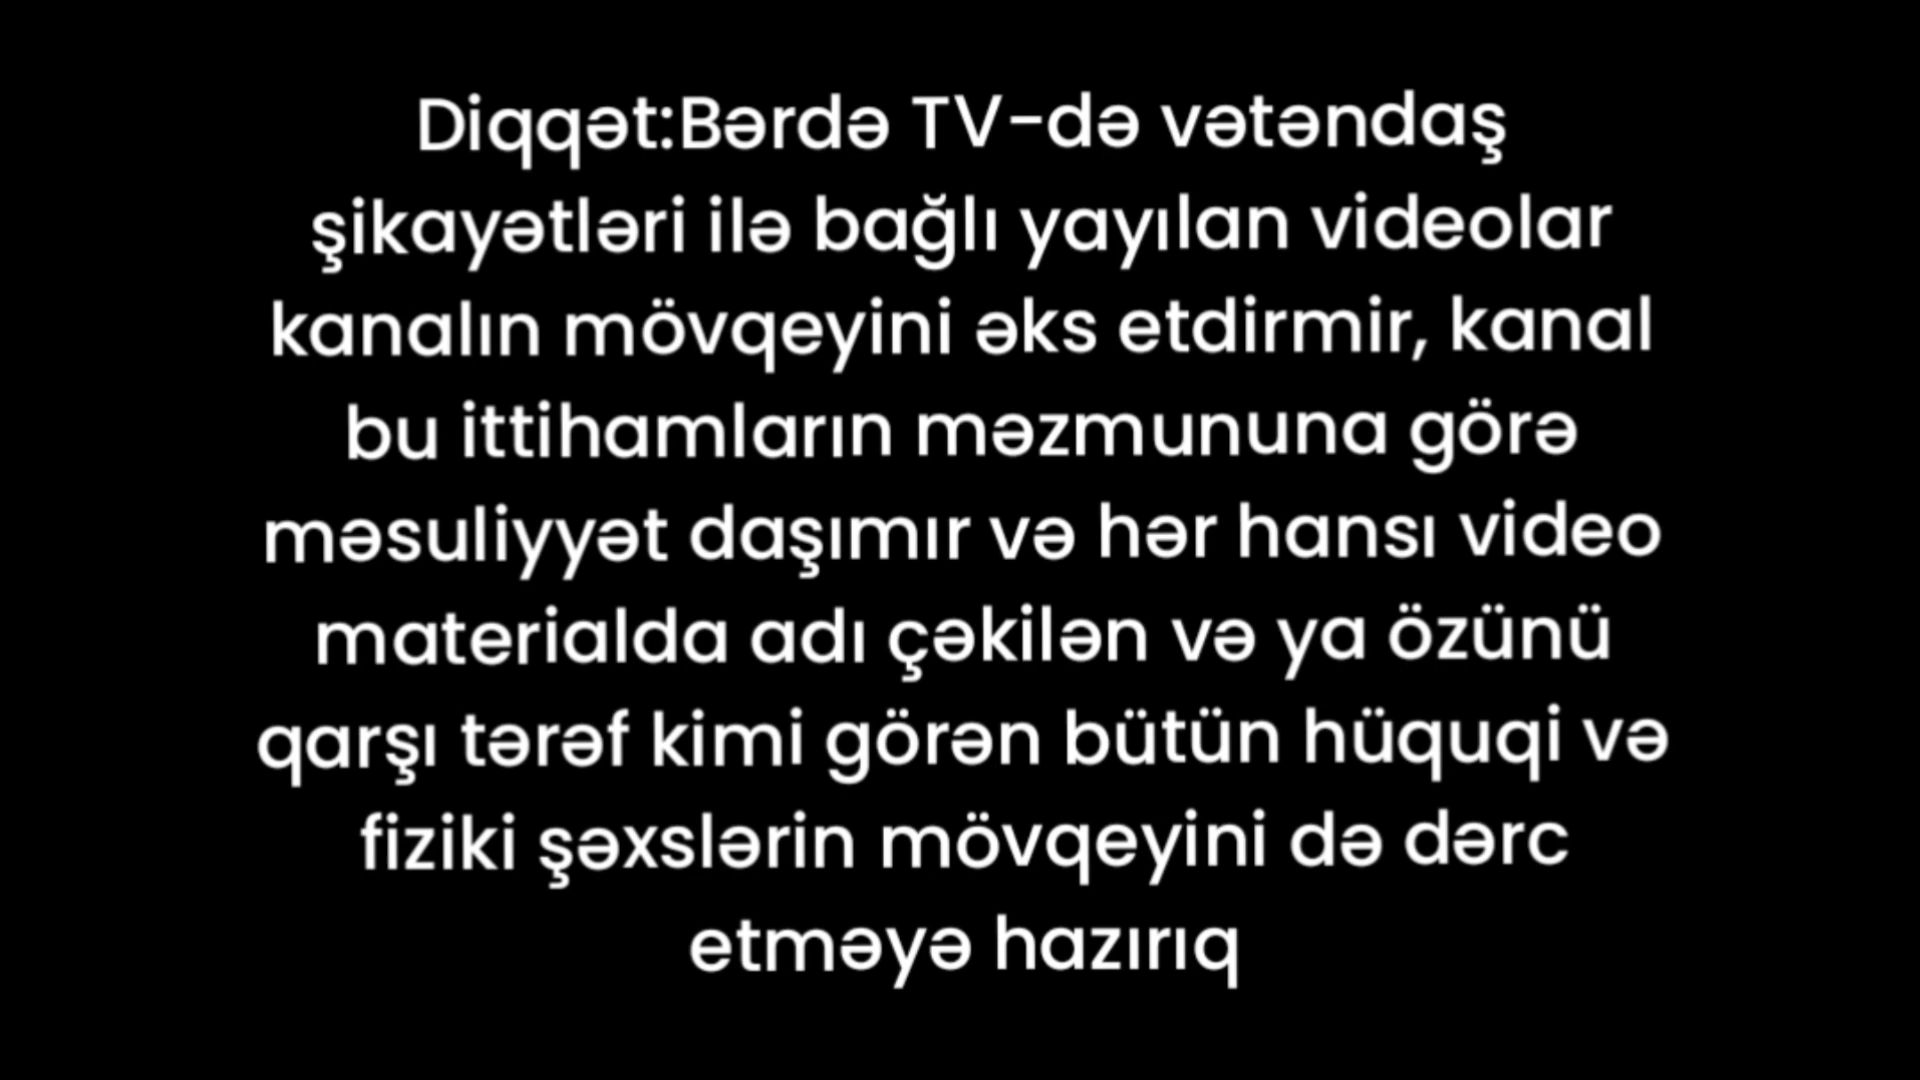 Diqqət:Bərdə TV-də vətəndaş
şikayətləri ilə bağlı yayılan videolar
kanalın mövqeyini əks etdirmir, kanal
bu ittihamların məzmununa görə
məsuliyyət daşımır və hər hansı video
materialda adı çəkilən və ya özünü
qarşı tərəf kimi görən bütün hüquqi və
fiziki şəxslərin mövqeyini də dərc
etməyə hazırıq